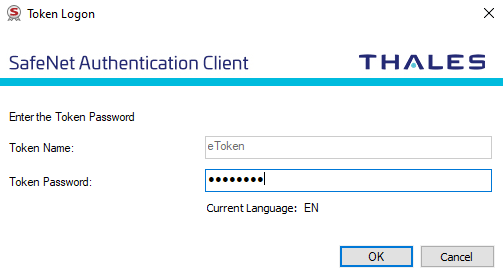 Token Logon
SafeNet Authentication Client THALES
Enter the Token Password
Token Name: eToken
Token Password: ••••••••
Current Language: EN
OK Cancel